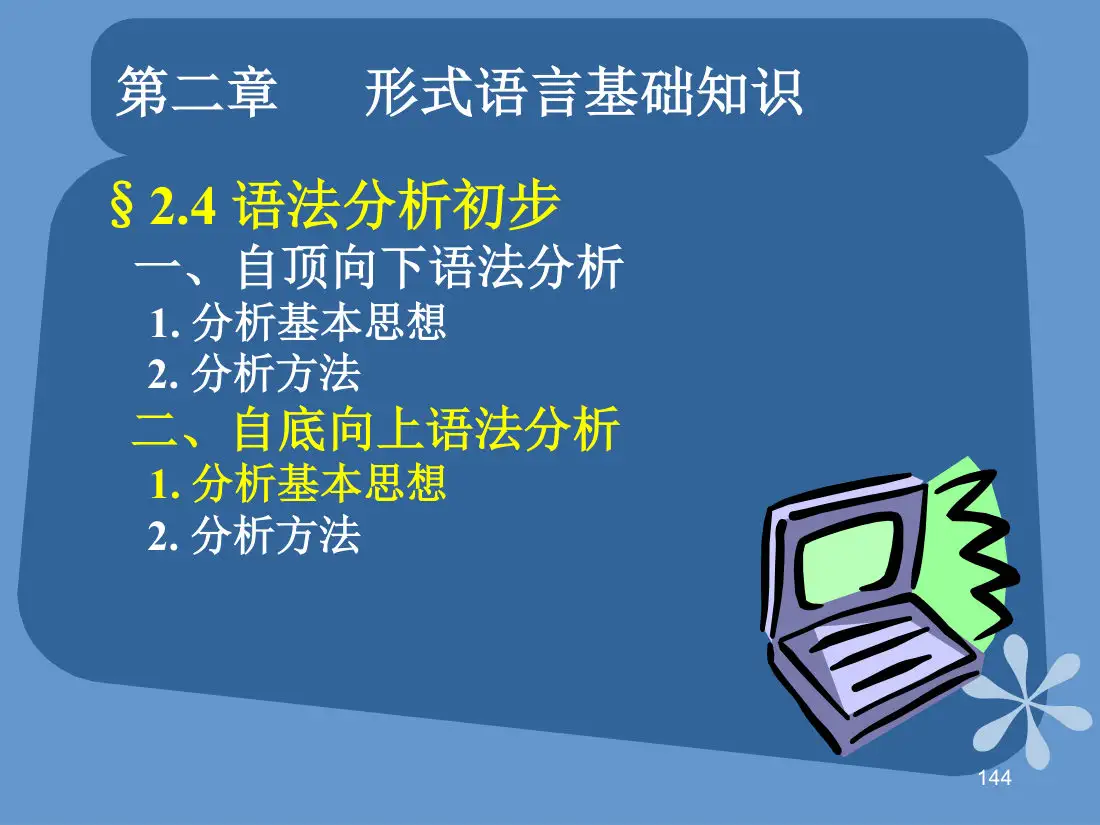 第二章 形式语言基础知识
§2.4 语法分析初步
一、自顶向下语法分析
1. 分析基本思想
2. 分析方法
二、自底向上语法分析
1. 分析基本思想
2. 分析方法
144